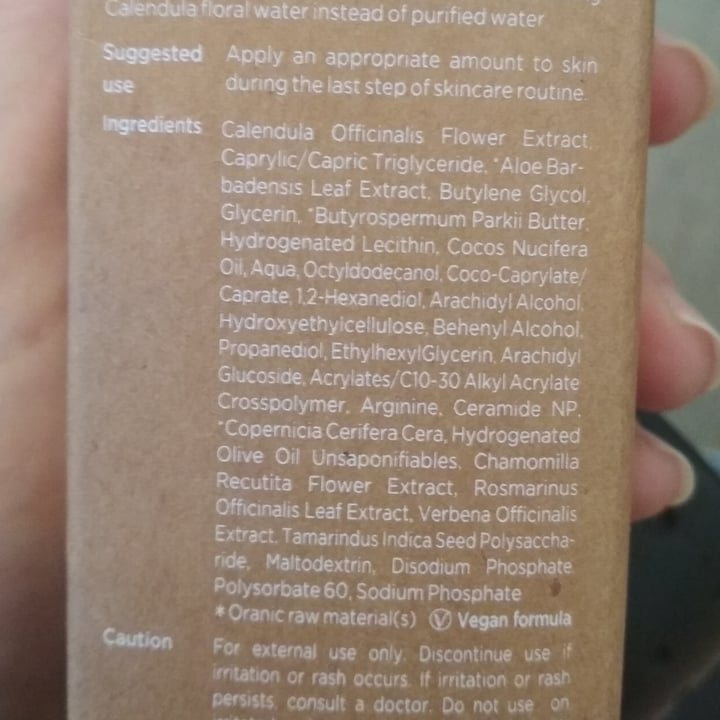 Calendula floral water instead of purified water
Suggested use Apply an appropriate amount to skin
during the last step of skincare routine.
Ingredients Calendula Officinalis Flower Extract,
Caprylic/Capric Triglyceride, *Aloe Bar-
badensis Leaf Extract, Butylene Glycol,
Glycerin, *Butyrospermum Parkii Butter,
Hydrogenated Lecithin, Cocos Nucifera
Oil, Aqua, Octyldodecanol, Coco-Caprylate/
Caprate, 1,2-Hexanediol, Arachidyl Alcohol,
Hydroxyethylcellulose, Behenyl Alcohol,
Propanediol, EthylhexylGlycerin, Arachidyl
Glucoside, Acrylates/C10-30 Alkyl Acrylate
Crosspolymer, Arginine, Ceramide NP,
*Copernicia Cerifera Cera, Hydrogenated
Olive Oil Unsaponifiables, Chamomilla
Recutita Flower Extract, Rosmarinus
Officinalis Leaf Extract, Verbena Officinalis
Extract, Tamarindus Indica Seed Polysaccha-
ride, Maltodextrin, Disodium Phosphate,
Polysorbate 60, Sodium Phosphate
*Oranic raw material(s) V Vegan formula
Caution For external use only. Discontinue use if
irritation or rash occurs. If irritation or rash
persists, consult a doctor. Do not use on